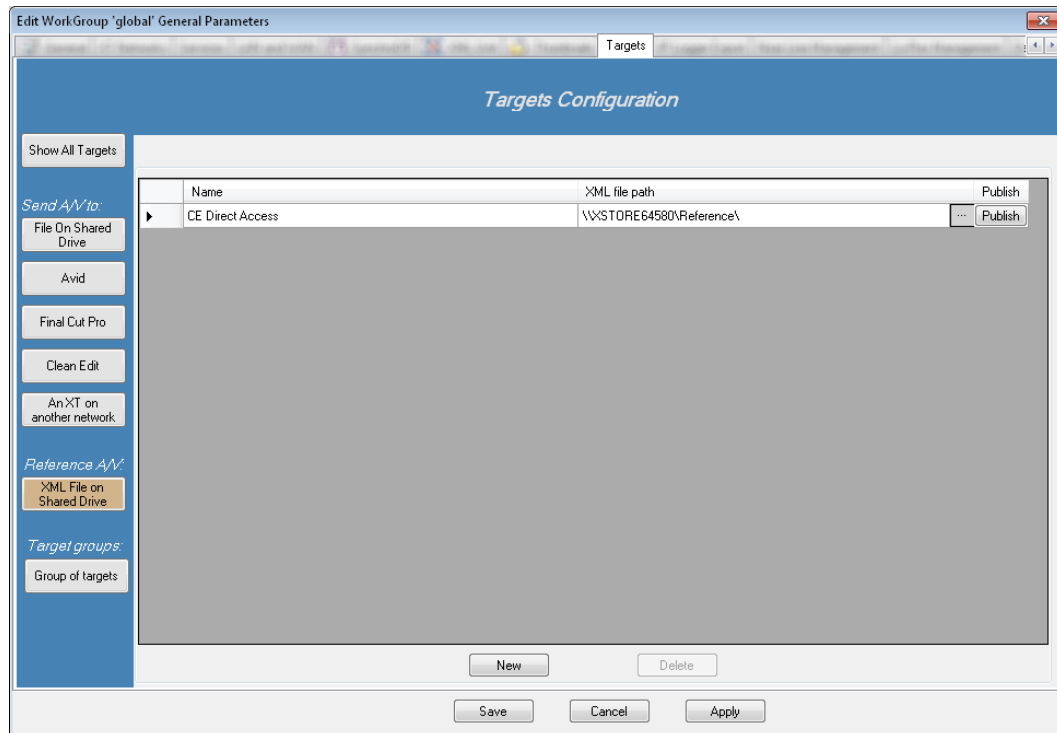 Edit WorkGroup 'global' General Parameters
Targets
Targets Configuration
Show All Targets
Send A/V to:
File On Shared
Drive
Avid
Final Cut Pro
Clean Edit
An XT on
another network
Reference A/V:
XML File on
Shared Drive
Target groups:
Group of targets
Name XML file path Publish
CE Direct Access \\XSTORE64580\Reference\ ... Publish
New Delete
Save Cancel Apply